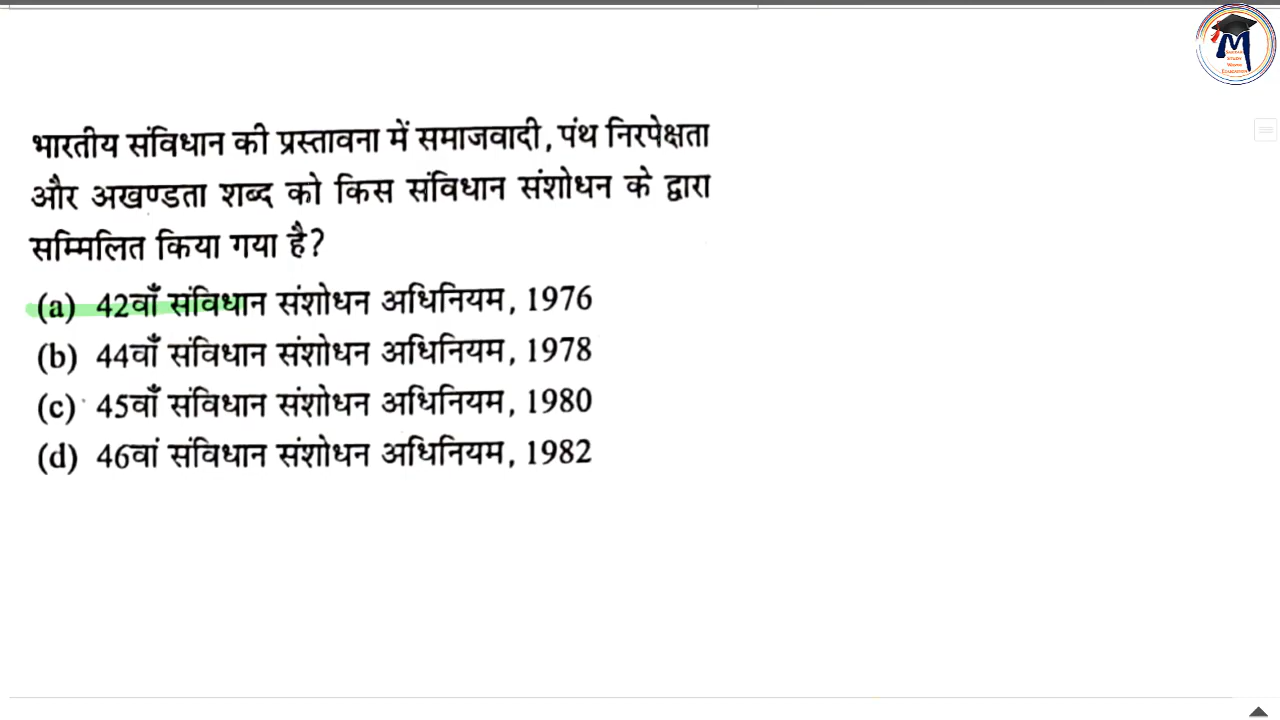 भारतीय संविधान की प्रस्तावना में समाजवादी, पंथ निरपेक्षता
और अखण्डता शब्द को किस संविधान संशोधन के द्वारा
सम्मिलित किया गया है?
(a) 42वाँ संविधान संशोधन अधिनियम, 1976
(b) 44वाँ संविधान संशोधन अधिनियम, 1978
(c) 45वाँ संविधान संशोधन अधिनियम, 1980
(d) 46वां संविधान संशोधन अधिनियम, 1982